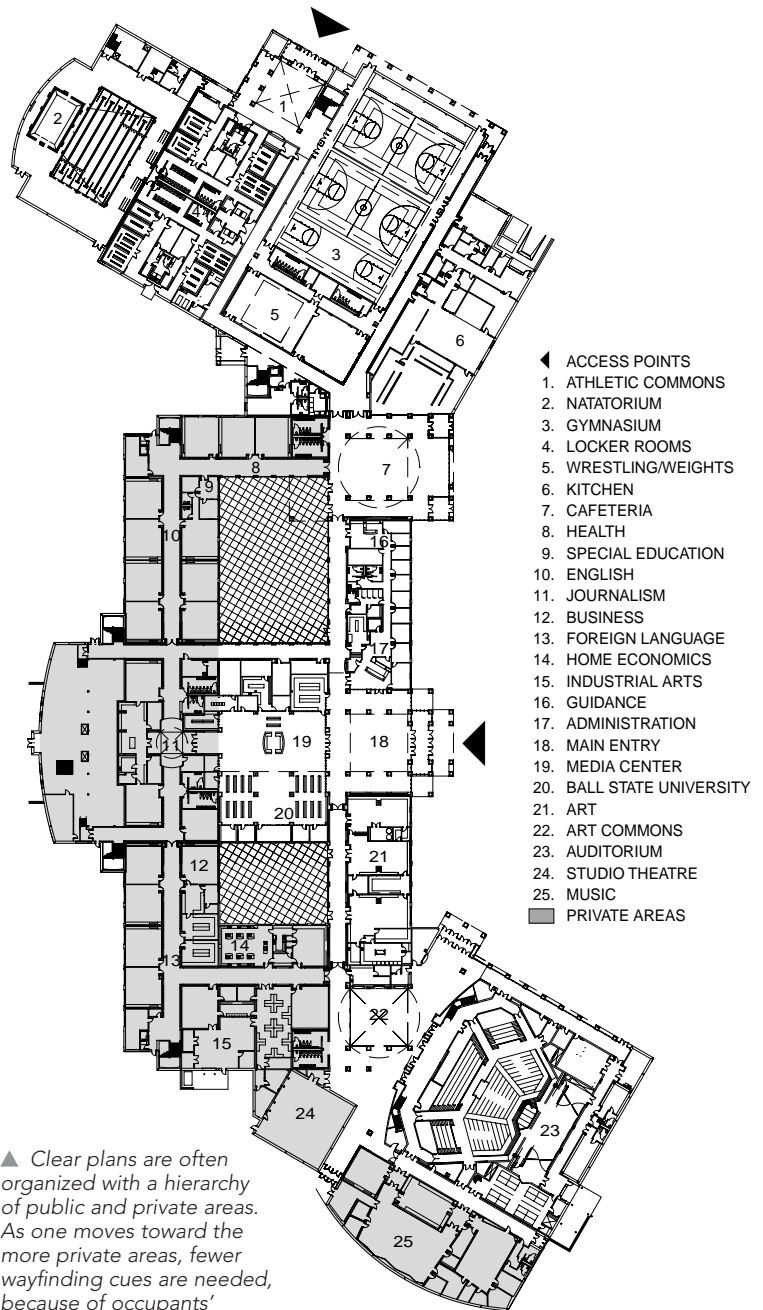 1
2
4
3
5
6
7
8
9
16
10
17
11
19
18
20
12
21
14
13
22
15
24
23
25
◀ ACCESS POINTS
1. ATHLETIC COMMONS
2. NATATORIUM
3. GYMNASIUM
4. LOCKER ROOMS
5. WRESTLING/WEIGHTS
6. KITCHEN
7. CAFETERIA
8. HEALTH
9. SPECIAL EDUCATION
10. ENGLISH
11. JOURNALISM
12. BUSINESS
13. FOREIGN LANGUAGE
14. HOME ECONOMICS
15. INDUSTRIAL ARTS
16. GUIDANCE
17. ADMINISTRATION
18. MAIN ENTRY
19. MEDIA CENTER
20. BALL STATE UNIVERSITY
21. ART
22. ART COMMONS
23. AUDITORIUM
24. STUDIO THEATRE
25. MUSIC
PRIVATE AREAS
▲ Clear plans are often
organized with a hierarchy
of public and private areas.
As one moves toward the
more private areas, fewer
wayfinding cues are needed,
because of occupants'